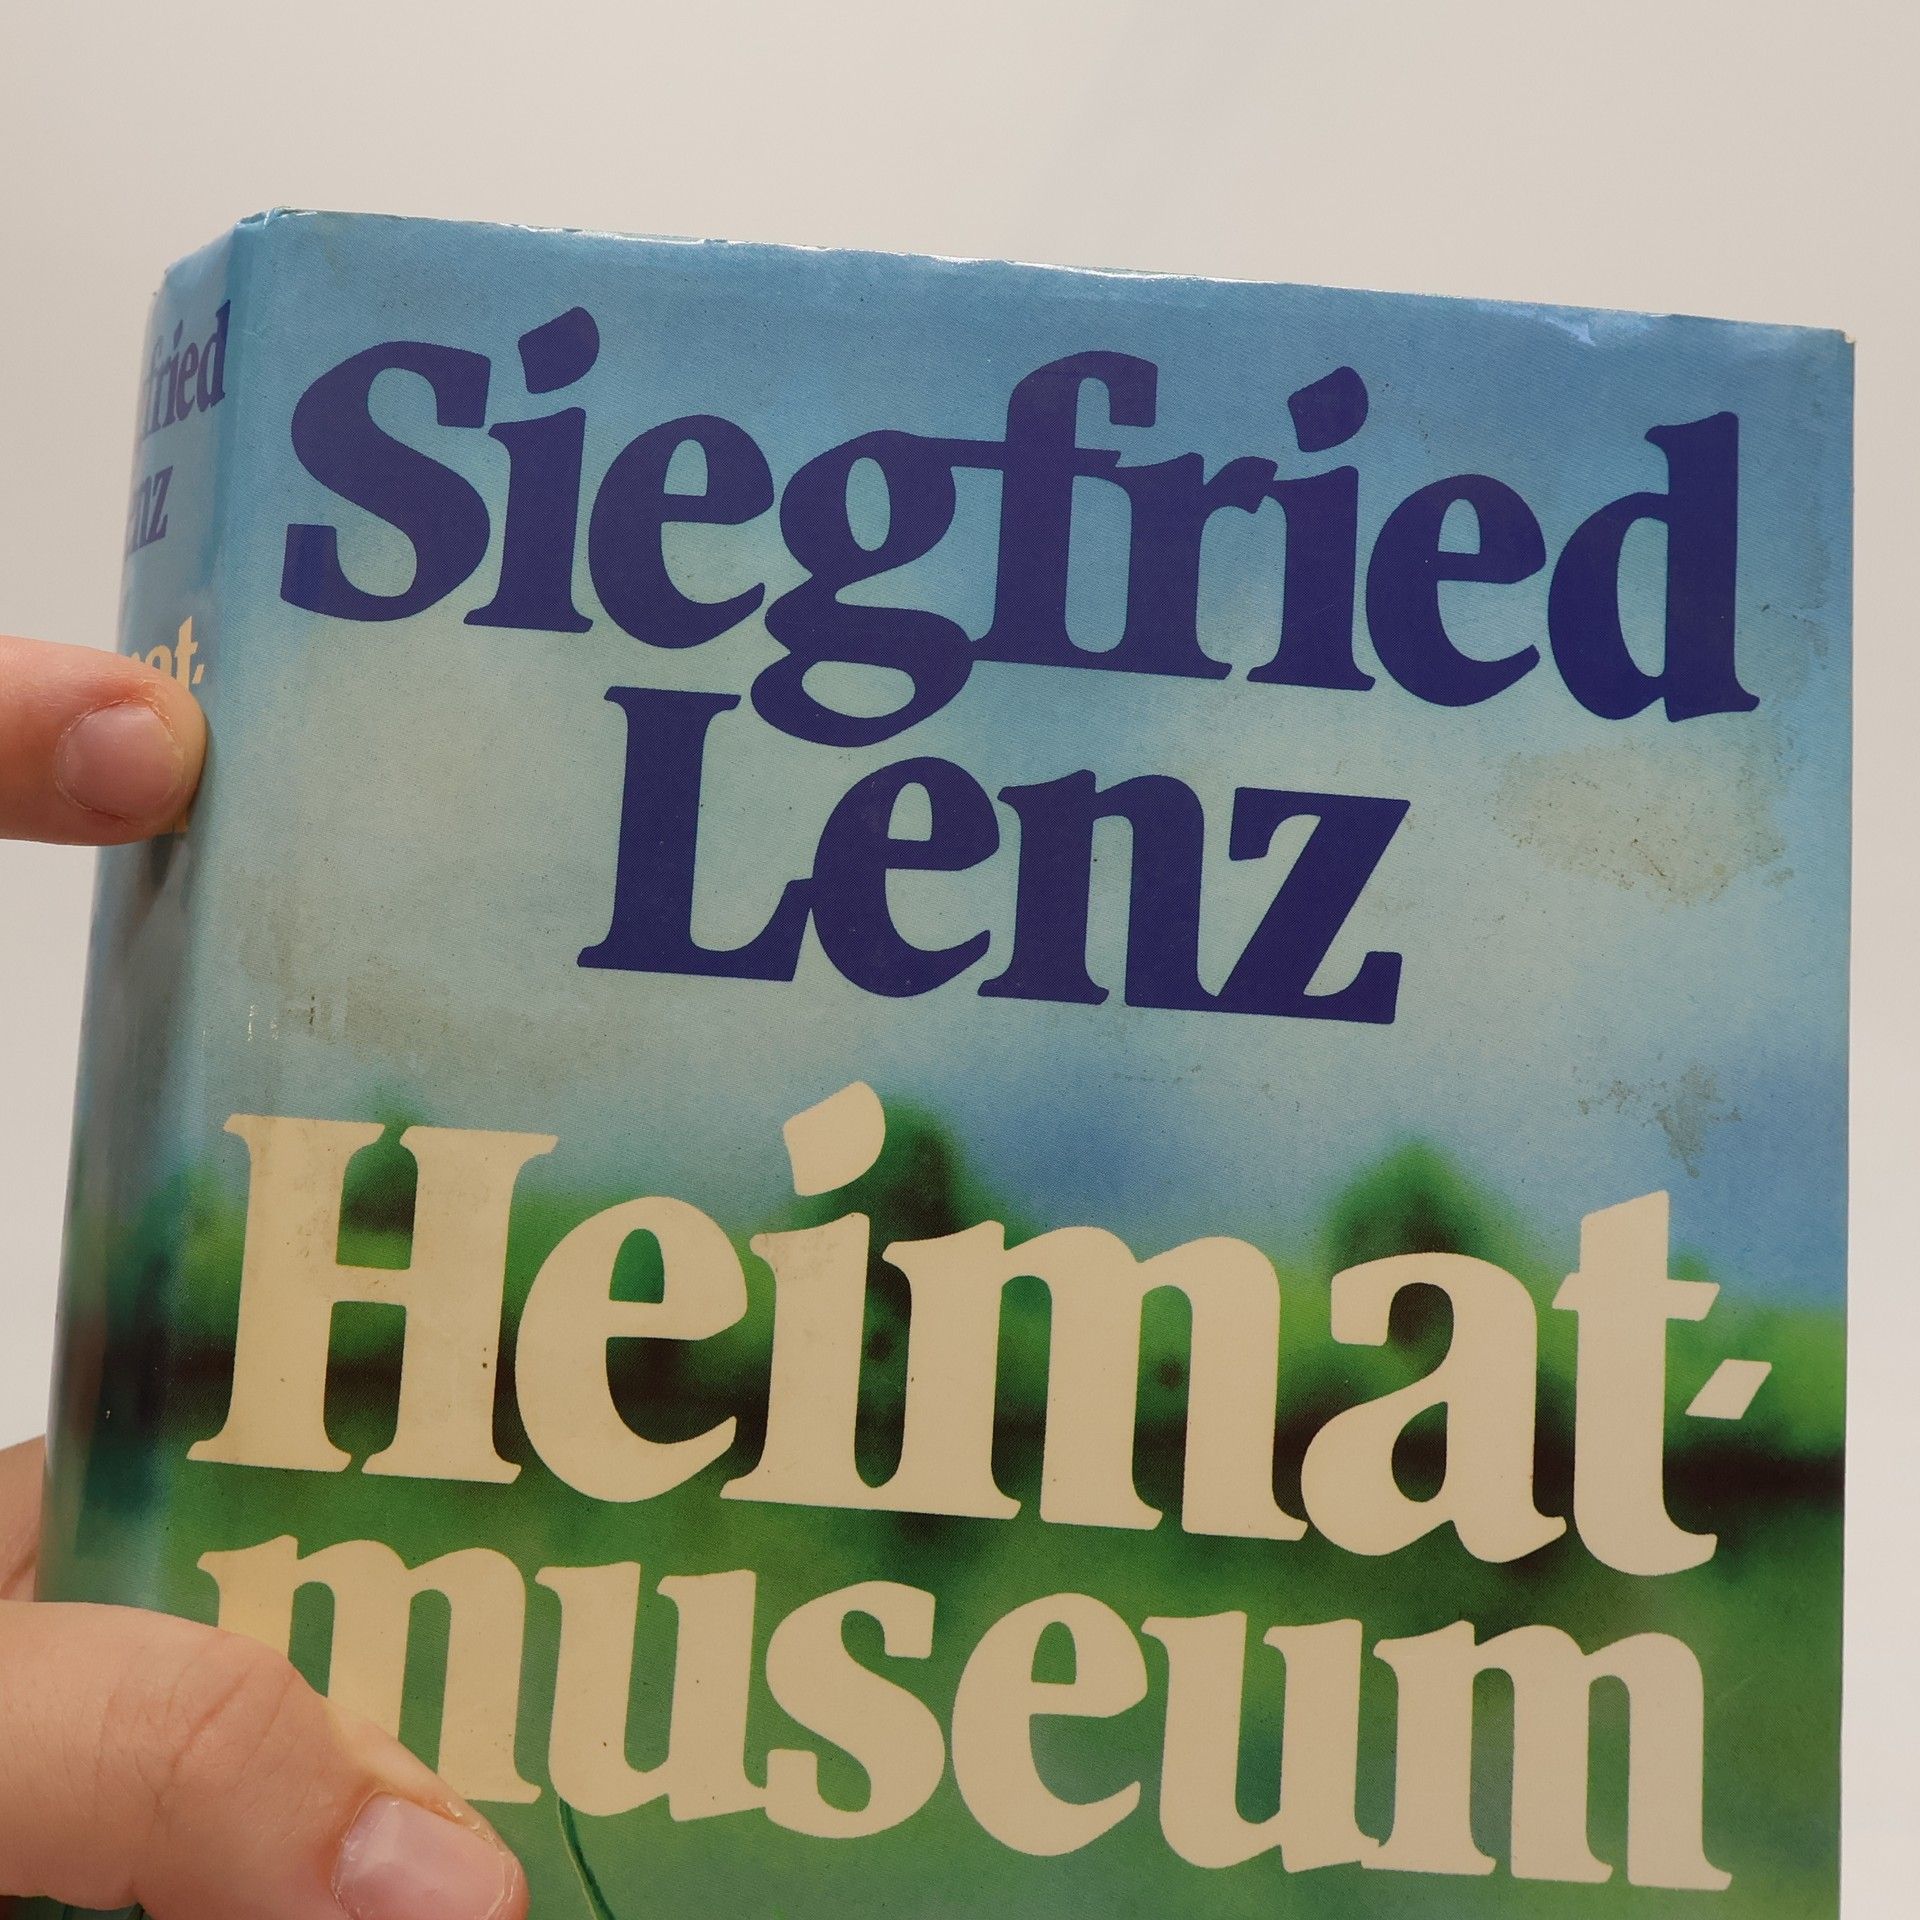 Siegfried
Lenz
Heimat-
museum